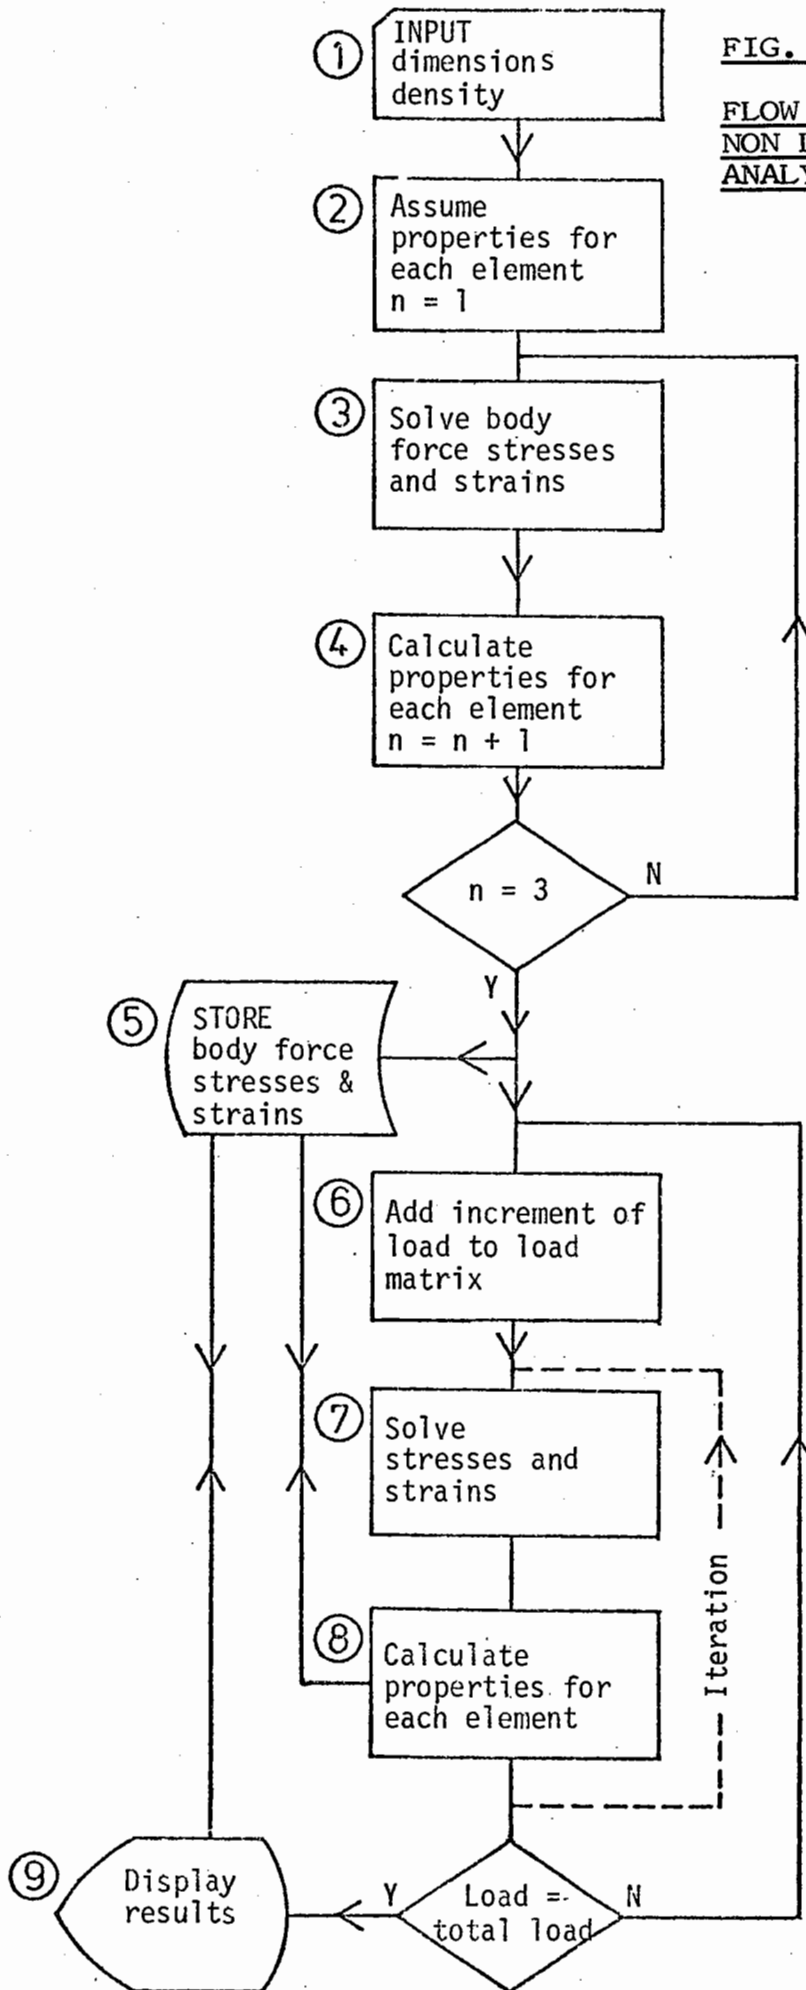 1
INPUT
dimensions
density
FIG.
FLOW
NON
ANALY
2
Assume
properties for
each element
n = 1
3
Solve body
force stresses
and strains
4
Calculate
properties for
each element
n = n + 1
n = 3
N
Y
5
STORE
body force
stresses &
strains
6
Add increment of
load to load
matrix
7
Solve
stresses and
strains
Iteration
8
Calculate
properties for
each element
9
Display
results
Y
Load =
total load
N